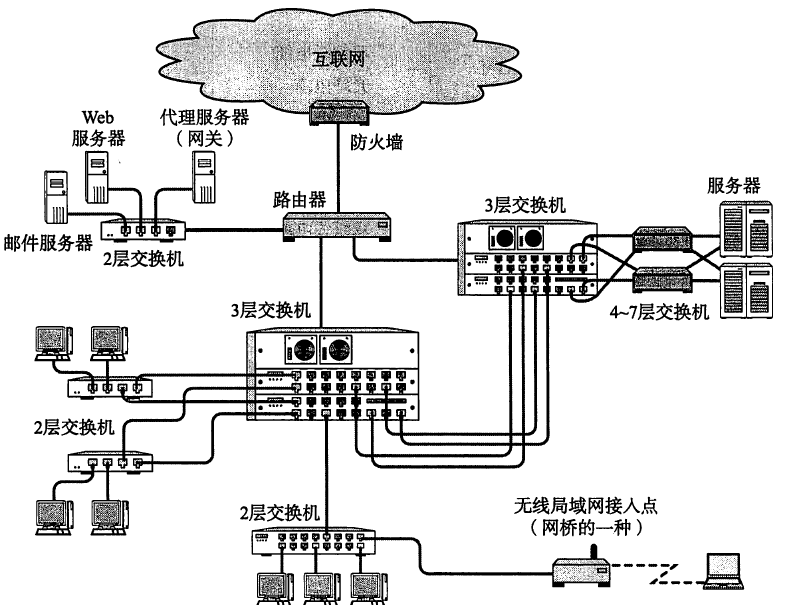 互联网
Web
服务器
代理服务器
（网关）
防火墙
邮件服务器
2层交换机
路由器
3层交换机
服务器
4~7层交换机
3层交换机
2层交换机
2层交换机
无线局域网接入点
（网桥的一种）